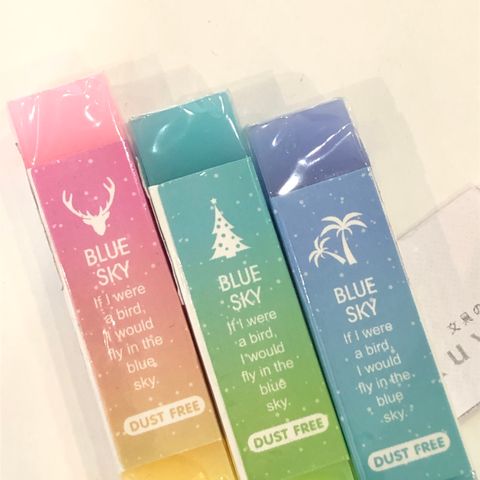 BLUE
SKY
If I were
a bird,
I would
fly in the
blue
sky.
DUST FREE
BLUE
SKY
If I were
a bird,
I would
fly in the
blue
sky.
DUST FREE
BLUE
SKY
If I were
a bird,
I would
fly in the
blue
sky.
DUST FREE
文具の